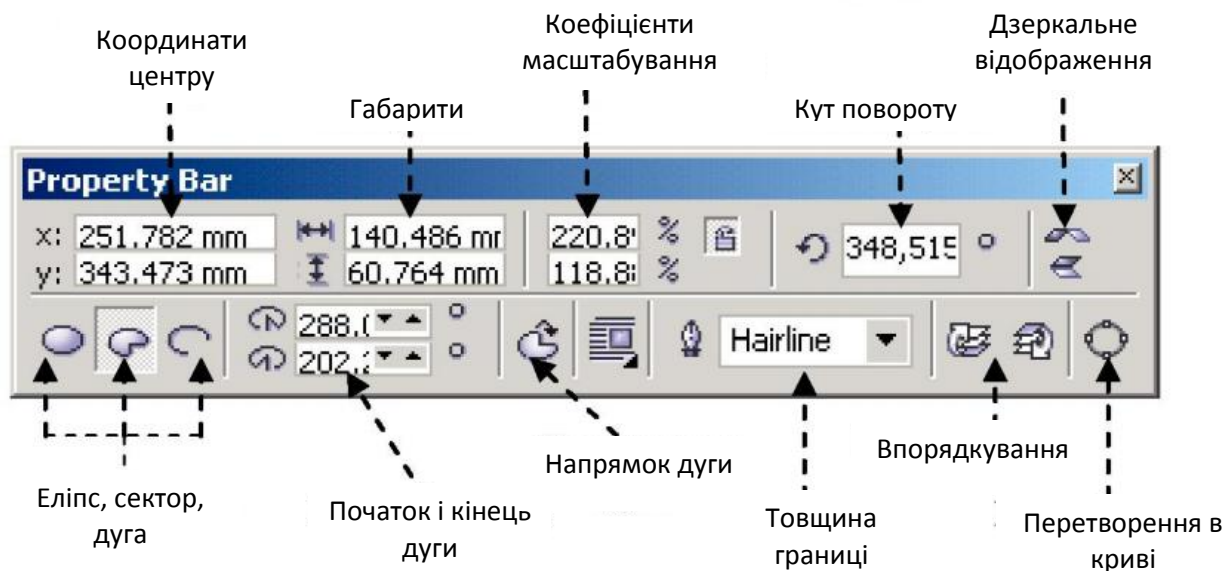 Координати
центру
Габарити
Коефіцієнти
масштабування
Кут повороту
Дзеркальне
відображення
Property Bar
x: 251,782 mm 140,486 mr 220,8 % 348,515 °
y: 343,473 mm 60,764 mm 118,8 %
288,( ° Hairline
202,2 °
Еліпс, сектор,
дуга
Початок і кінець
дуги
Напрямок дуги
Товщина
границі
Впорядкування
Перетворення в
криві